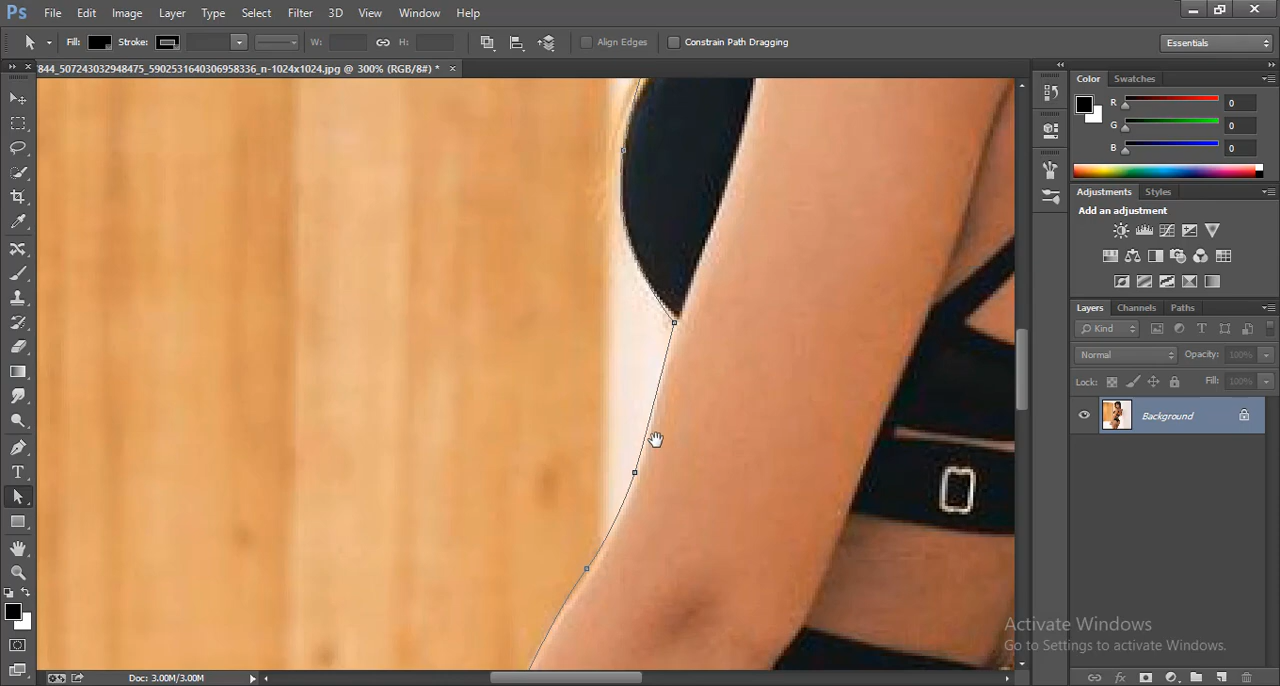 Ps File Edit Image Layer Type Select Filter 3D View Window Help
Fill: Stroke: W: H: Align Edges Constrain Path Dragging Essentials
844_507243032948475_5902531640306958336_n-1024x1024.jpg @ 300% (RGB/8#) * ×
Color Swatches
R 0
G 0
B 0
Adjustments Styles
Add an adjustment
Layers Channels Paths
Kind
Normal Opacity: 100%
Lock: Fill: 100%
Background
Activate Windows
Go to Settings to activate Windows.
Doc: 3.00M/3.00M